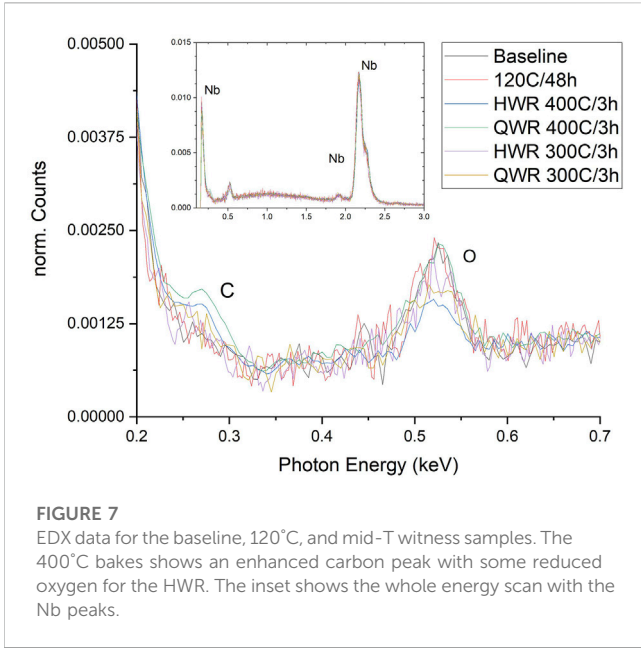 0.00500
0.00375
0.00250
0.00125
0.00000
norm. Counts
0.2 0.3 0.4 0.5 0.6 0.7
Photon Energy (keV)
0.015
0.010
0.005
0.000
0.5 1.0 1.5 2.0 2.5 3.0
Nb
Nb
Nb
C
O
Baseline
120C/48h
HWR 400C/3h
QWR 400C/3h
HWR 300C/3h
QWR 300C/3h
FIGURE 7
EDX data for the baseline, 120°C, and mid-T witness samples. The
400°C bakes shows an enhanced carbon peak with some reduced
oxygen for the HWR. The inset shows the whole energy scan with the
Nb peaks.